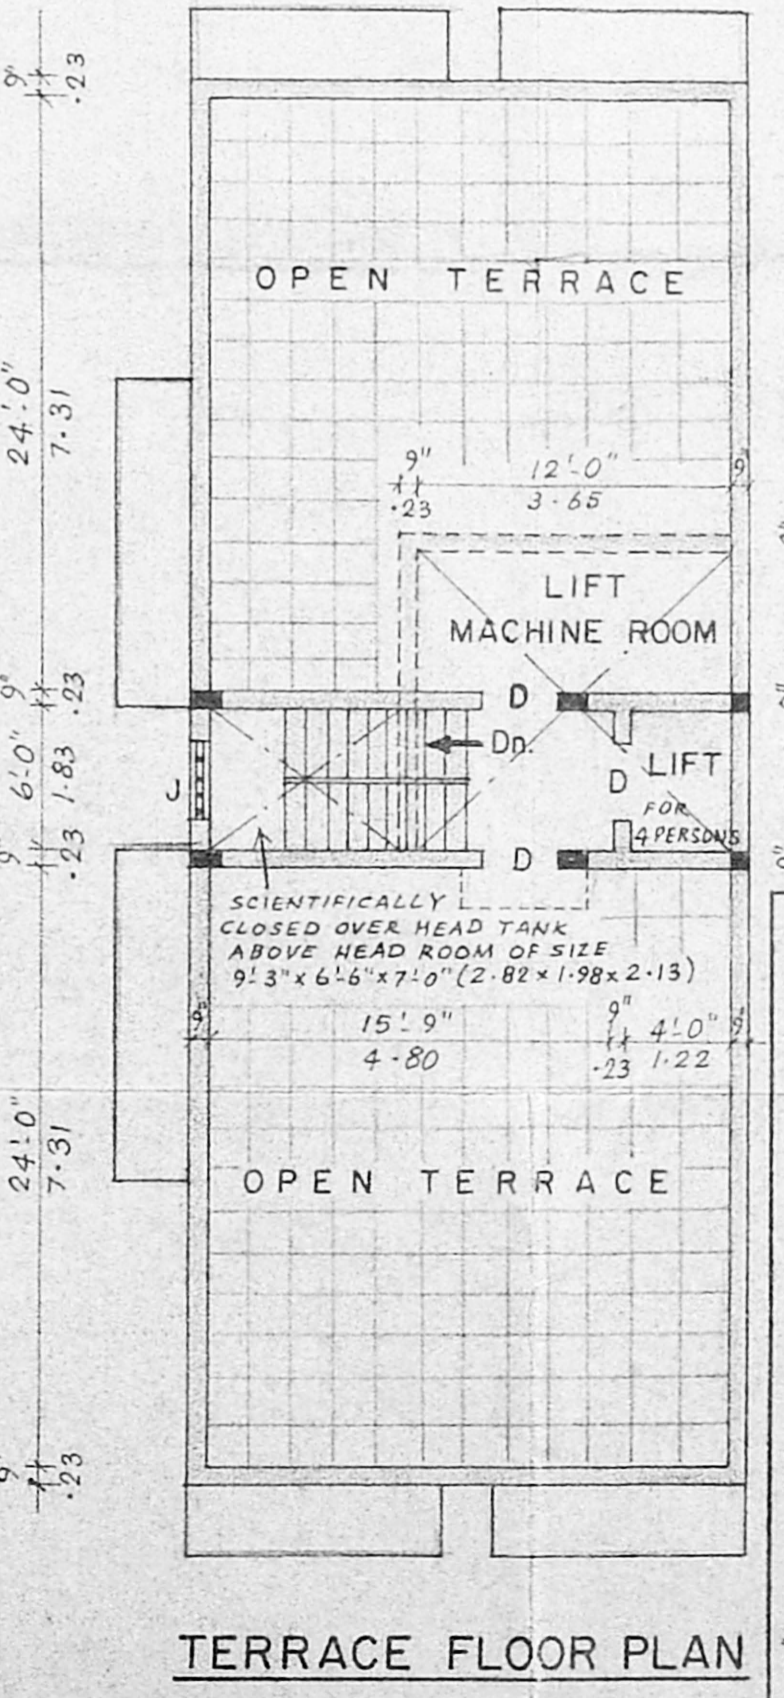 9"
.23
OPEN TERRACE
24'-0"
7.31
9"
.23
12'-0"
3.65
9"
LIFT
MACHINE ROOM
9"
.23
D
Dn.
6'-0"
1.83
J
D
LIFT
FOR
4 PERSONS
9"
.23
D
9"
SCIENTIFICALLY
CLOSED OVER HEAD TANK
ABOVE HEAD ROOM OF SIZE
9'-3" x 6'-6" x 7'-0" (2.82 x 1.98 x 2.13)
9"
15'-9"
4.80
9"
.23
4'-0"
1.22
9"
24'-0"
7.31
OPEN TERRACE
9"
.23
TERRACE FLOOR PLAN